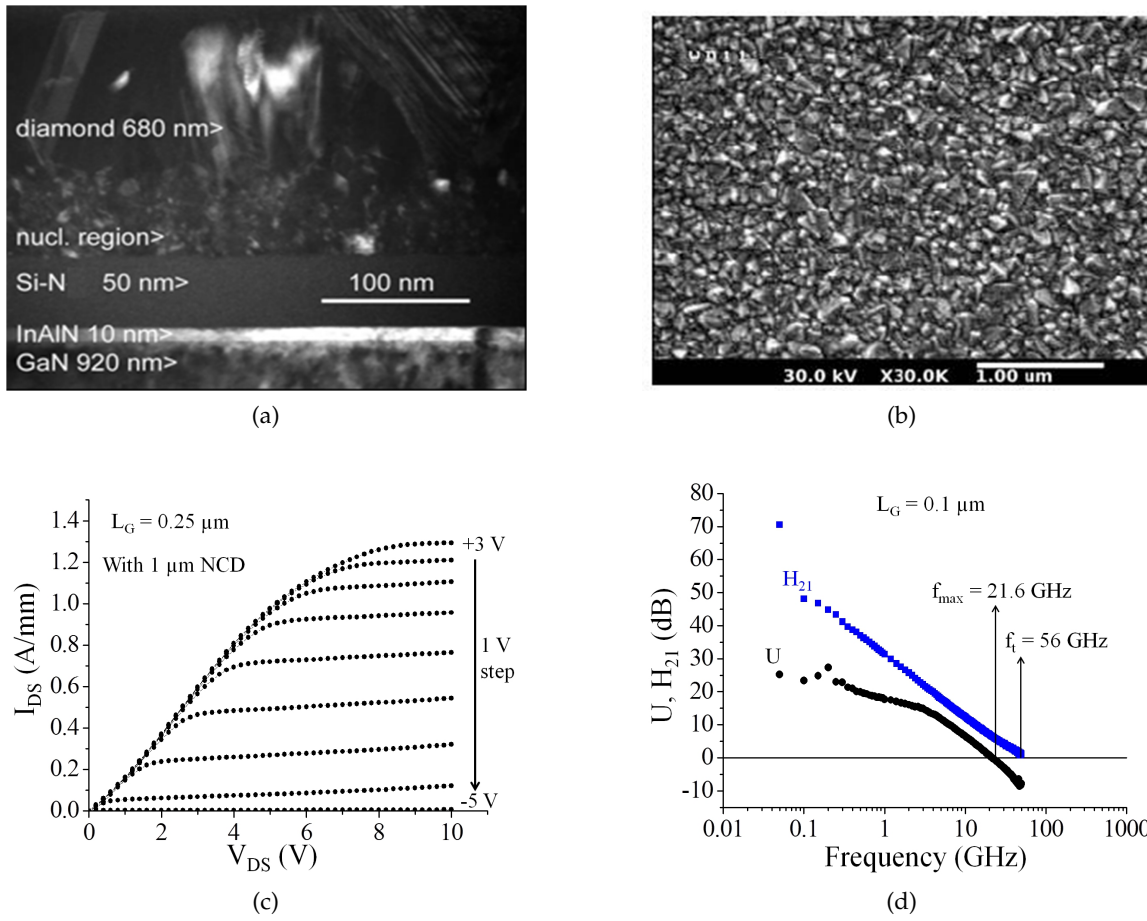 diamond 680 nm>
nucl. region>
Si-N 50 nm>
100 nm
InAlN 10 nm>
GaN 920 nm>
(a)
WD11
30.0 kV X30.0K 1.00 um
(b)
L_G = 0.25 µm
With 1 µm NCD
+3 V
1 V
step
-5 V
I_DS (A/mm)
1.4
1.2
1.0
0.8
0.6
0.4
0.2
0.0
0 2 4 6 8 10
V_DS (V)
(c)
L_G = 0.1 µm
H_21
f_max = 21.6 GHz
f_t = 56 GHz
U
U, H_21 (dB)
80
70
60
50
40
30
20
10
0
-10
0.01 0.1 1 10 100 1000
Frequency (GHz)
(d)